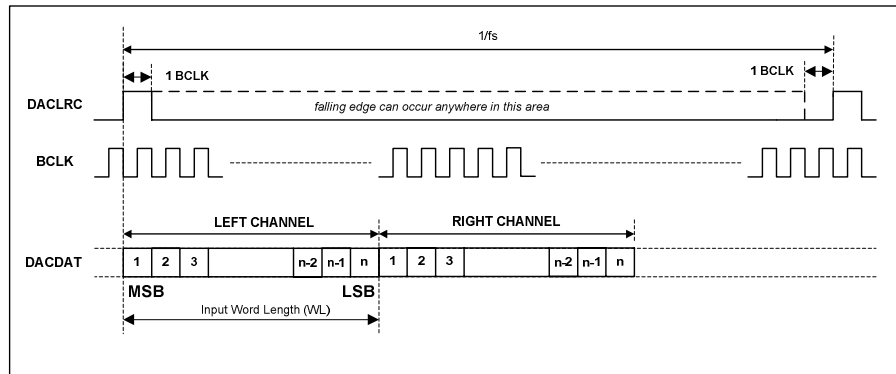 1/fs
1 BCLK 1 BCLK
DACLRC falling edge can occur anywhere in this area
BCLK
LEFT CHANNEL RIGHT CHANNEL
DACDAT 1 2 3 n-2 n-1 n 1 2 3 n-2 n-1 n
MSB LSB
Input Word Length (WL)